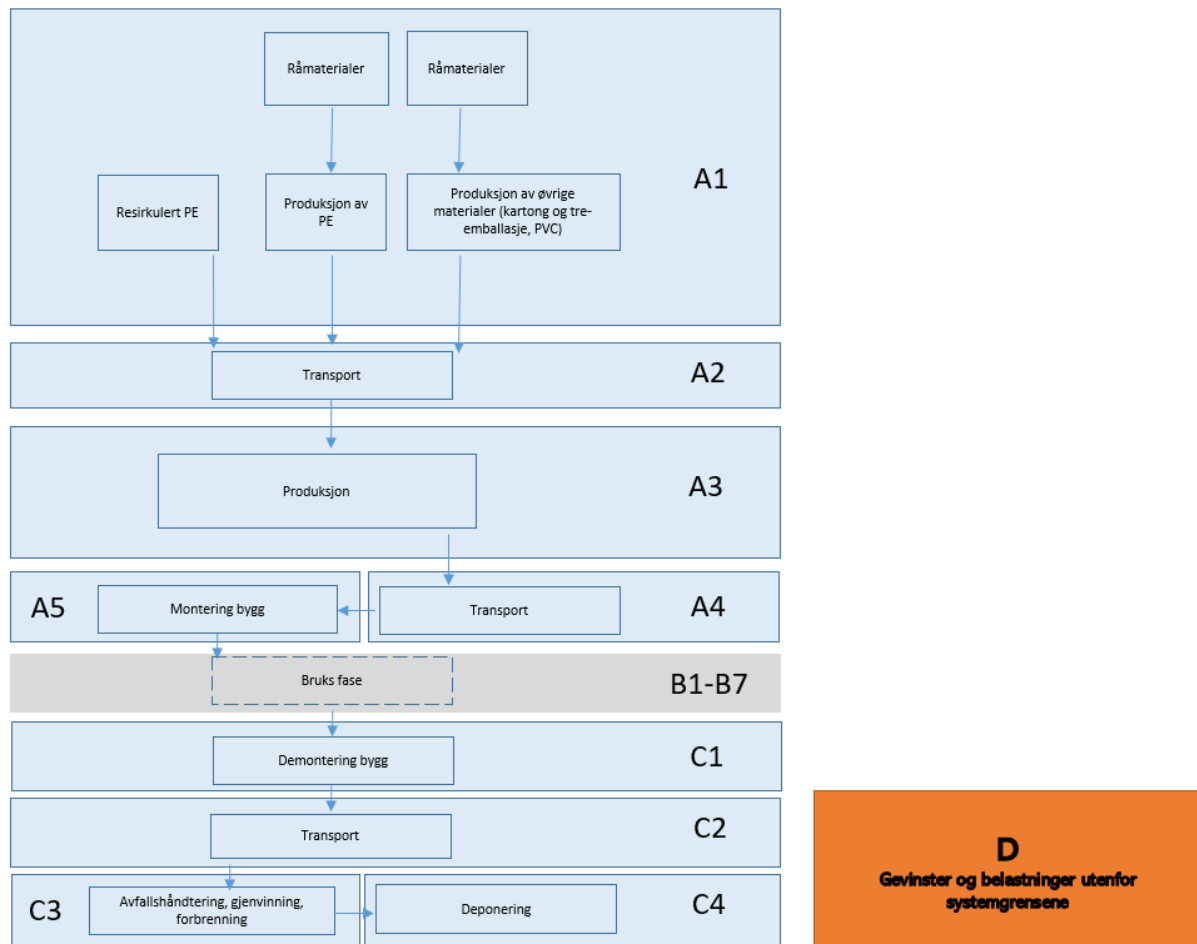 Råmaterialer
Råmaterialer
A1
Resirkulert PE
Produksjon av
PE
Produksjon av øvrige
materialer (kartong og tre-
emballasje, PVC)
Transport
A2
Produksjon
A3
A5
Montering bygg
Transport
A4
Bruks fase
B1-B7
Demontering bygg
C1
Transport
C2
C3
Avfallshåndtering, gjenvinning,
forbrenning
Deponering
C4
D
Gevinster og belastninger utenfor
systemgrensene